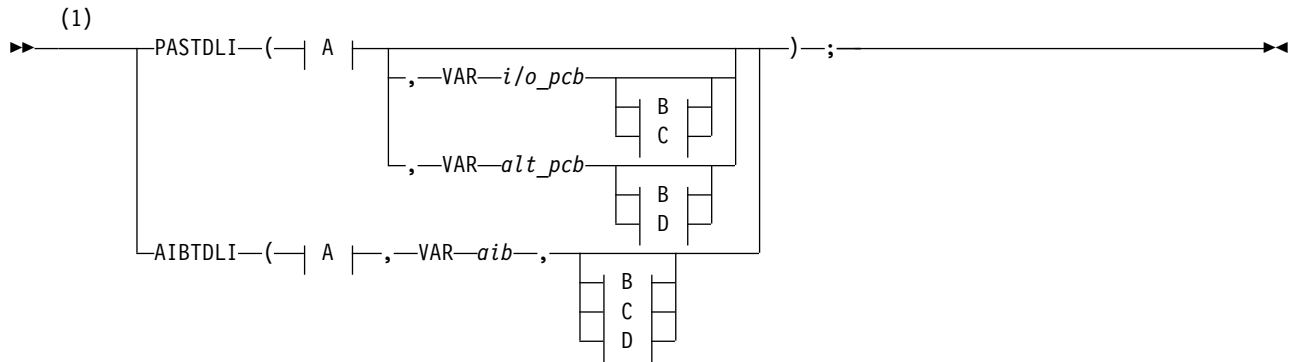 (1)
PASTDLI ( A ) ;
, VAR i/o_pcb
B
C
, VAR alt_pcb
B
D
AIBTDLI ( A , VAR aib ,
B
C
D